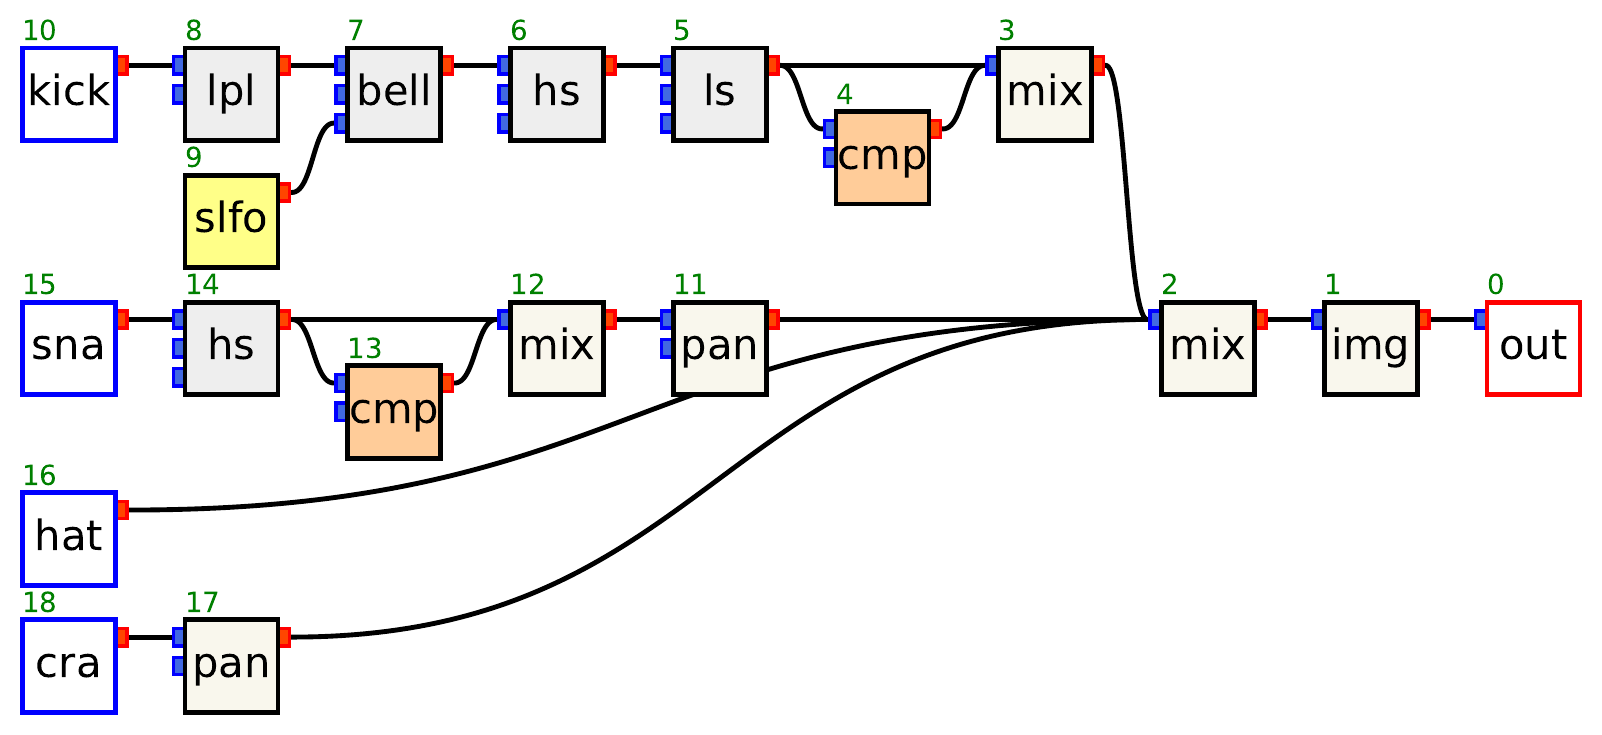 10 8 7 6 5 3
kick lpl bell hs ls mix
4
cmp
9
slfo
15 14 12 11 2 1 0
sna hs mix pan mix img out
13
cmp
16
hat
18 17
cra pan